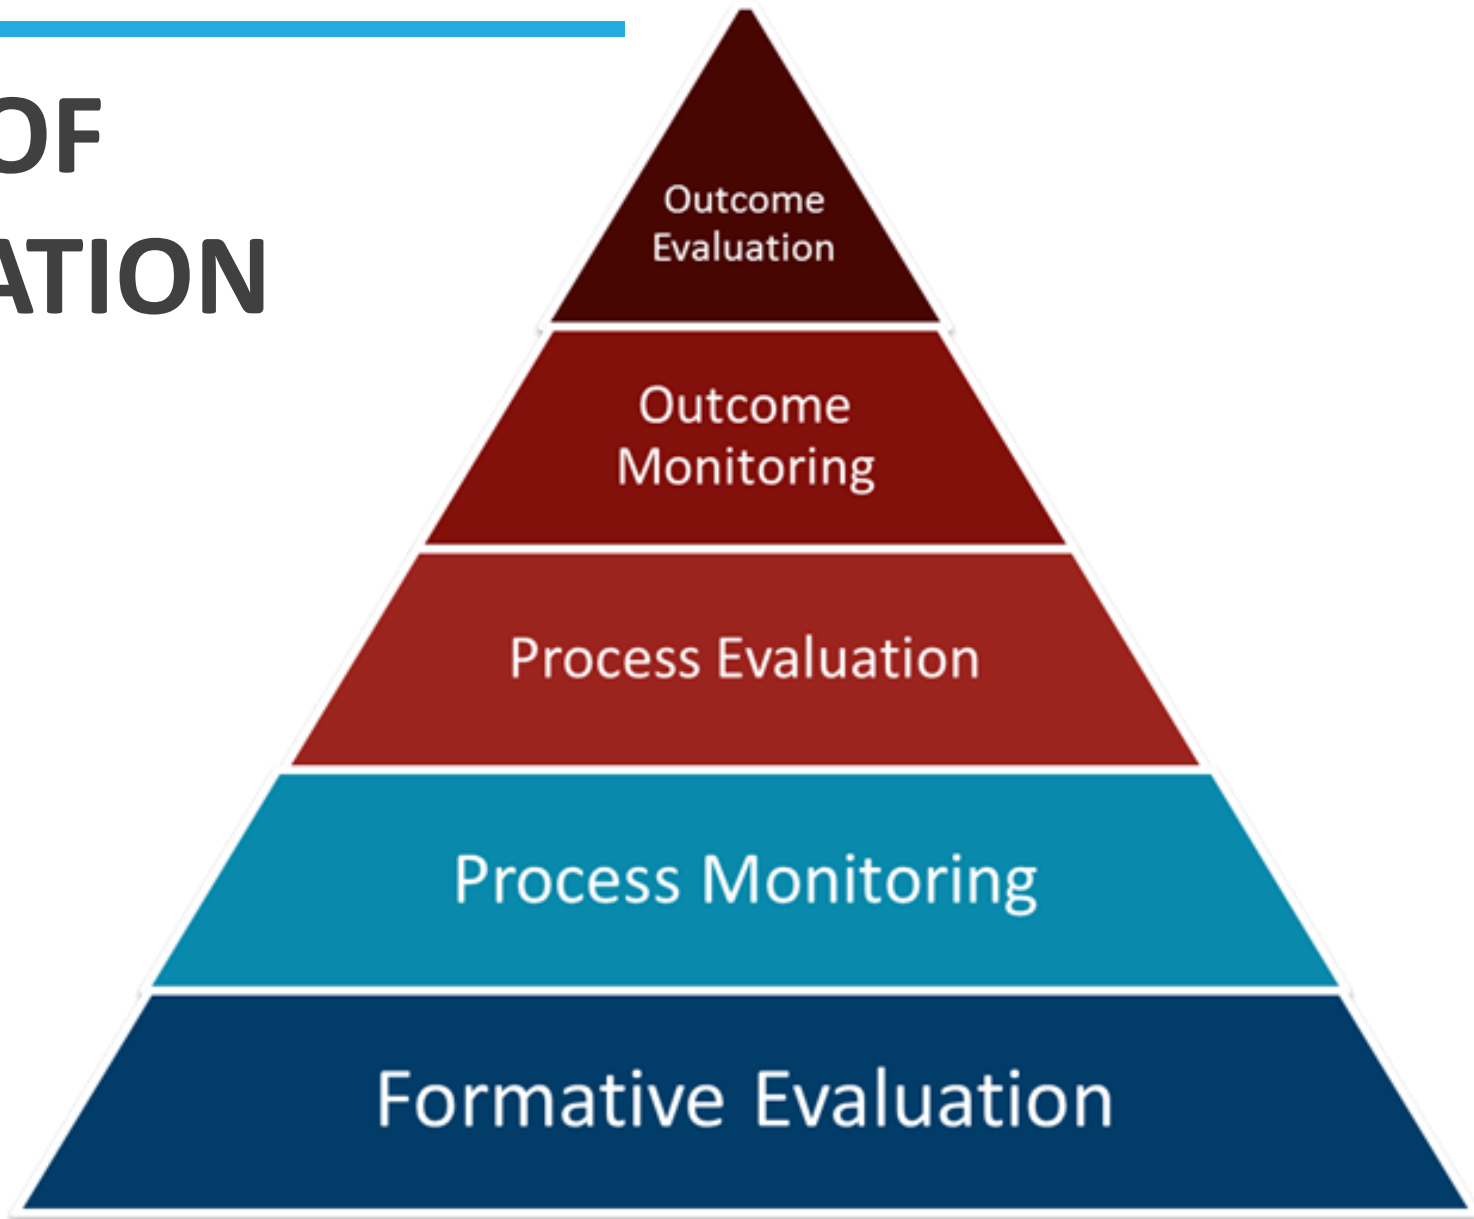 OF
ATION
Outcome
Evaluation
Outcome
Monitoring
Process Evaluation
Process Monitoring
Formative Evaluation